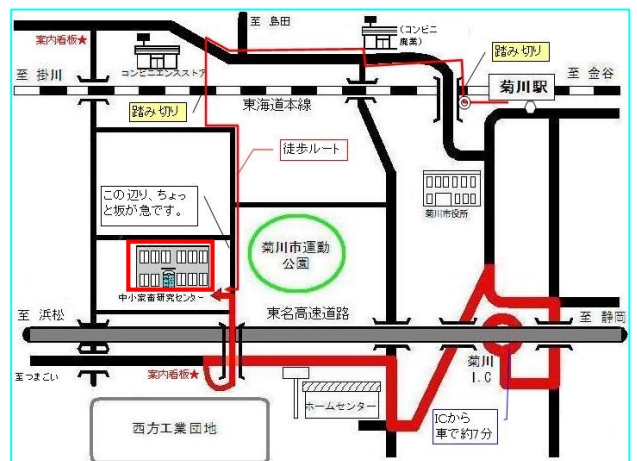 至 島田
案内看板★
コンビニエンスストア
(コンビニ
廃業)
踏み切り
至 掛川
菊川駅
至 金谷
踏み切り
東海道本線
徒歩ルート
この辺り、ちょっ
と坂が急です。
菊川市役所
菊川市運動
公園
中小家畜研究センター
至 浜松
東名高速道路
至 静岡
至つまごい
案内看板★
菊川
I.C
ホームセンター
ICから
車で約7分
西方工業団地